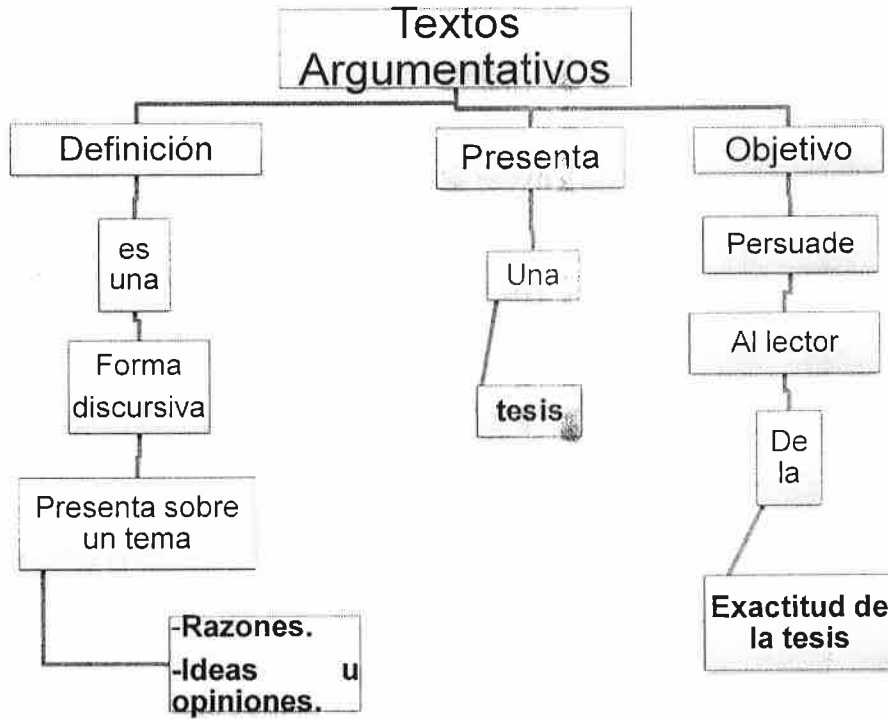 Textos
Argumentativos
Definición
Presenta
Objetivo
es
una
Forma
discursiva
Presenta sobre
un tema
-Razones.
-Ideas u
opiniones.
Una
tesis
Persuade
Al lector
De
la
Exactitud de
la tesis